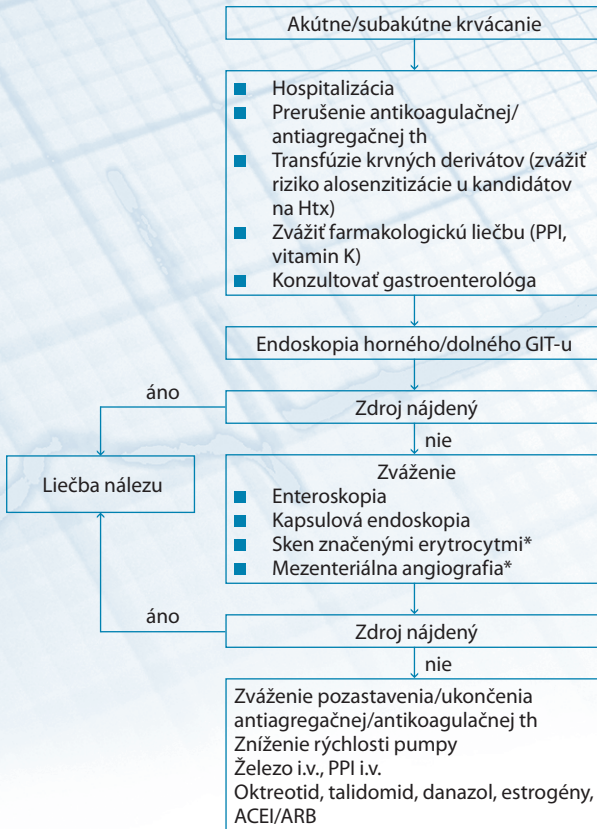 Akútne/subakútne krvácanie
■ Hospitalizácia
■ Prerušenie antikoagulačnej/
antiagregačnej th
■ Transfúzie krvných derivátov (zvážiť
riziko alosenzitizácie u kandidátov
na Htx)
■ Zvážiť farmakologickú liečbu (PPI,
vitamin K)
■ Konzultovať gastroenterológa
Endoskopia horného/dolného GIT-u
áno
Zdroj nájdený
nie
Liečba nálezu
Zváženie
■ Enteroskopia
■ Kapsulová endoskopia
■ Sken značenými erytrocytmi*
■ Mezenteriálna angiografia*
áno
Zdroj nájdený
nie
Zváženie pozastavenia/ukončenia
antiagregačnej/antikoagulačnej th
Zníženie rýchlosti pumpy
Železo i.v., PPI i.v.
Oktreotid, talidomid, danazol, estrogény,
ACEI/ARB